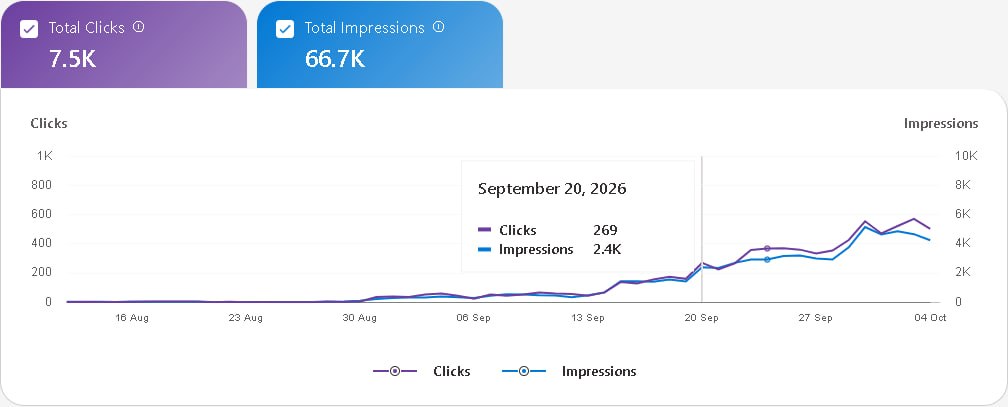 Total Clicks
7.5K
Total Impressions
66.7K
Clicks
Impressions
1K
10K
September 20, 2026
800
8K
600
Clicks 269
6K
400
Impressions 2.4K
4K
200
2K
0
0
16 Aug
23 Aug
30 Aug
06 Sep
13 Sep
20 Sep
27 Sep
04 Oct
Clicks
Impressions